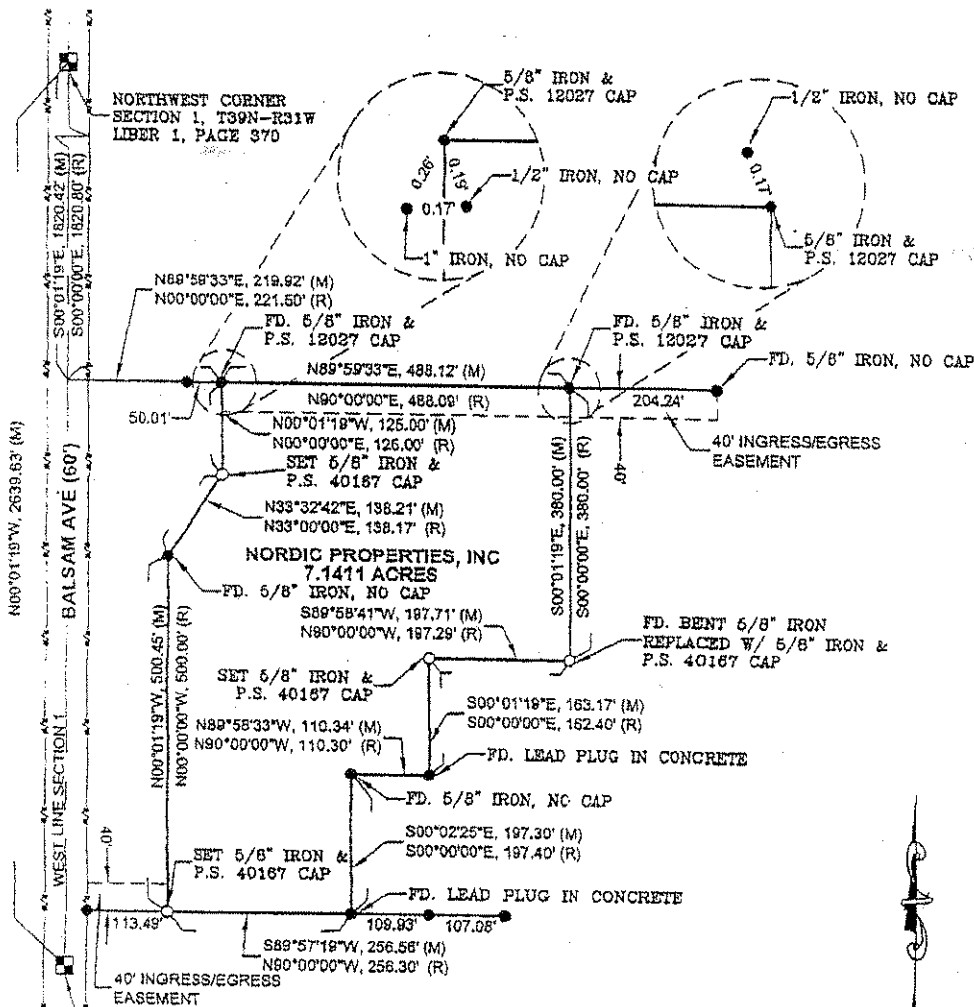 5/8" IRON &
P.S. 12027 CAP
1/2" IRON, NO CAP
NORTHWEST CORNER
SECTION 1, T39N-R31W
LIBER 1, PAGE 370
0.26'
0.19'
1/2" IRON, NO CAP
0.17'
1" IRON, NO CAP
0.17'
5/8" IRON &
P.S. 12027 CAP
S00°01'19"E, 1820.42' (M)
S00°00'00"E, 1820.80' (R)
N89°59'33"E, 219.92' (M)
N00°00'00"E, 221.50' (R)
FD. 5/8" IRON &
P.S. 12027 CAP
FD. 5/8" IRON &
P.S. 12027 CAP
FD. 5/8" IRON, NO CAP
N89°59'33"E, 488.12' (M)
N90°00'00"E, 488.09' (R)
50.01'
204.24'
N00°01'19"W, 125.00' (M)
N00°00'00"E, 125.00' (R)
40'
40' INGRESS/EGRESS
EASEMENT
SET 5/8" IRON &
P.S. 40167 CAP
N33°32'42"E, 138.21' (M)
N33°00'00"E, 138.17' (R)
S00°01'19"E, 380.00' (M)
S00°00'00"E, 380.00' (R)
N00°01'19"W, 2639.63' (M)
BALSAM AVE (60')
NORDIC PROPERTIES, INC
7.1411 ACRES
FD. 5/8" IRON, NO CAP
S89°58'41"W, 197.71' (M)
N90°00'00"W, 197.29' (R)
FD. BENT 5/8" IRON
REPLACED W/ 5/8" IRON &
P.S. 40167 CAP
SET 5/8" IRON &
P.S. 40167 CAP
N00°01'19"W, 500.45' (M)
N00°00'00"W, 500.00' (R)
S00°01'19"E, 163.17' (M)
S00°00'00"E, 162.40' (R)
N89°58'33"W, 110.34' (M)
N90°00'00"W, 110.30' (R)
FD. LEAD PLUG IN CONCRETE
FD. 5/8" IRON, NO CAP
WEST LINE SECTION 1
S00°02'25"E, 197.30' (M)
S00°00'00"E, 197.40' (R)
40'
SET 5/8" IRON &
P.S. 40167 CAP
FD. LEAD PLUG IN CONCRETE
113.49'
109.93'
107.08'
S89°57'19"W, 256.56' (M)
N90°00'00"W, 256.30' (R)
40' INGRESS/EGRESS
EASEMENT